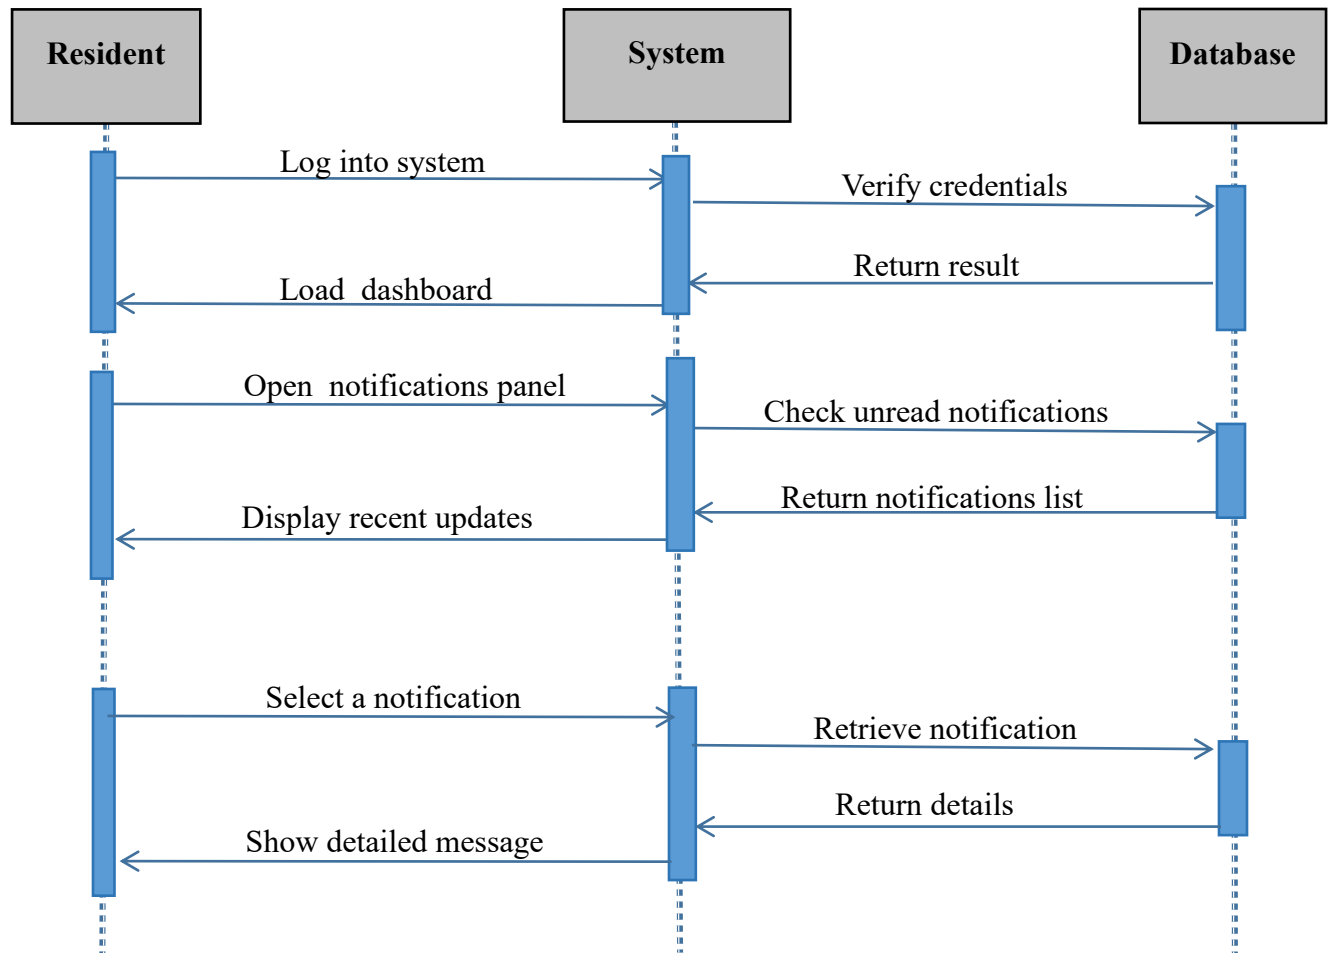 Resident
System
Database
Log into system
Verify credentials
Return result
Load  dashboard
Open  notifications panel
Check unread notifications
Return notifications list
Display recent updates
Select a notification
Retrieve notification
Return details
Show detailed message